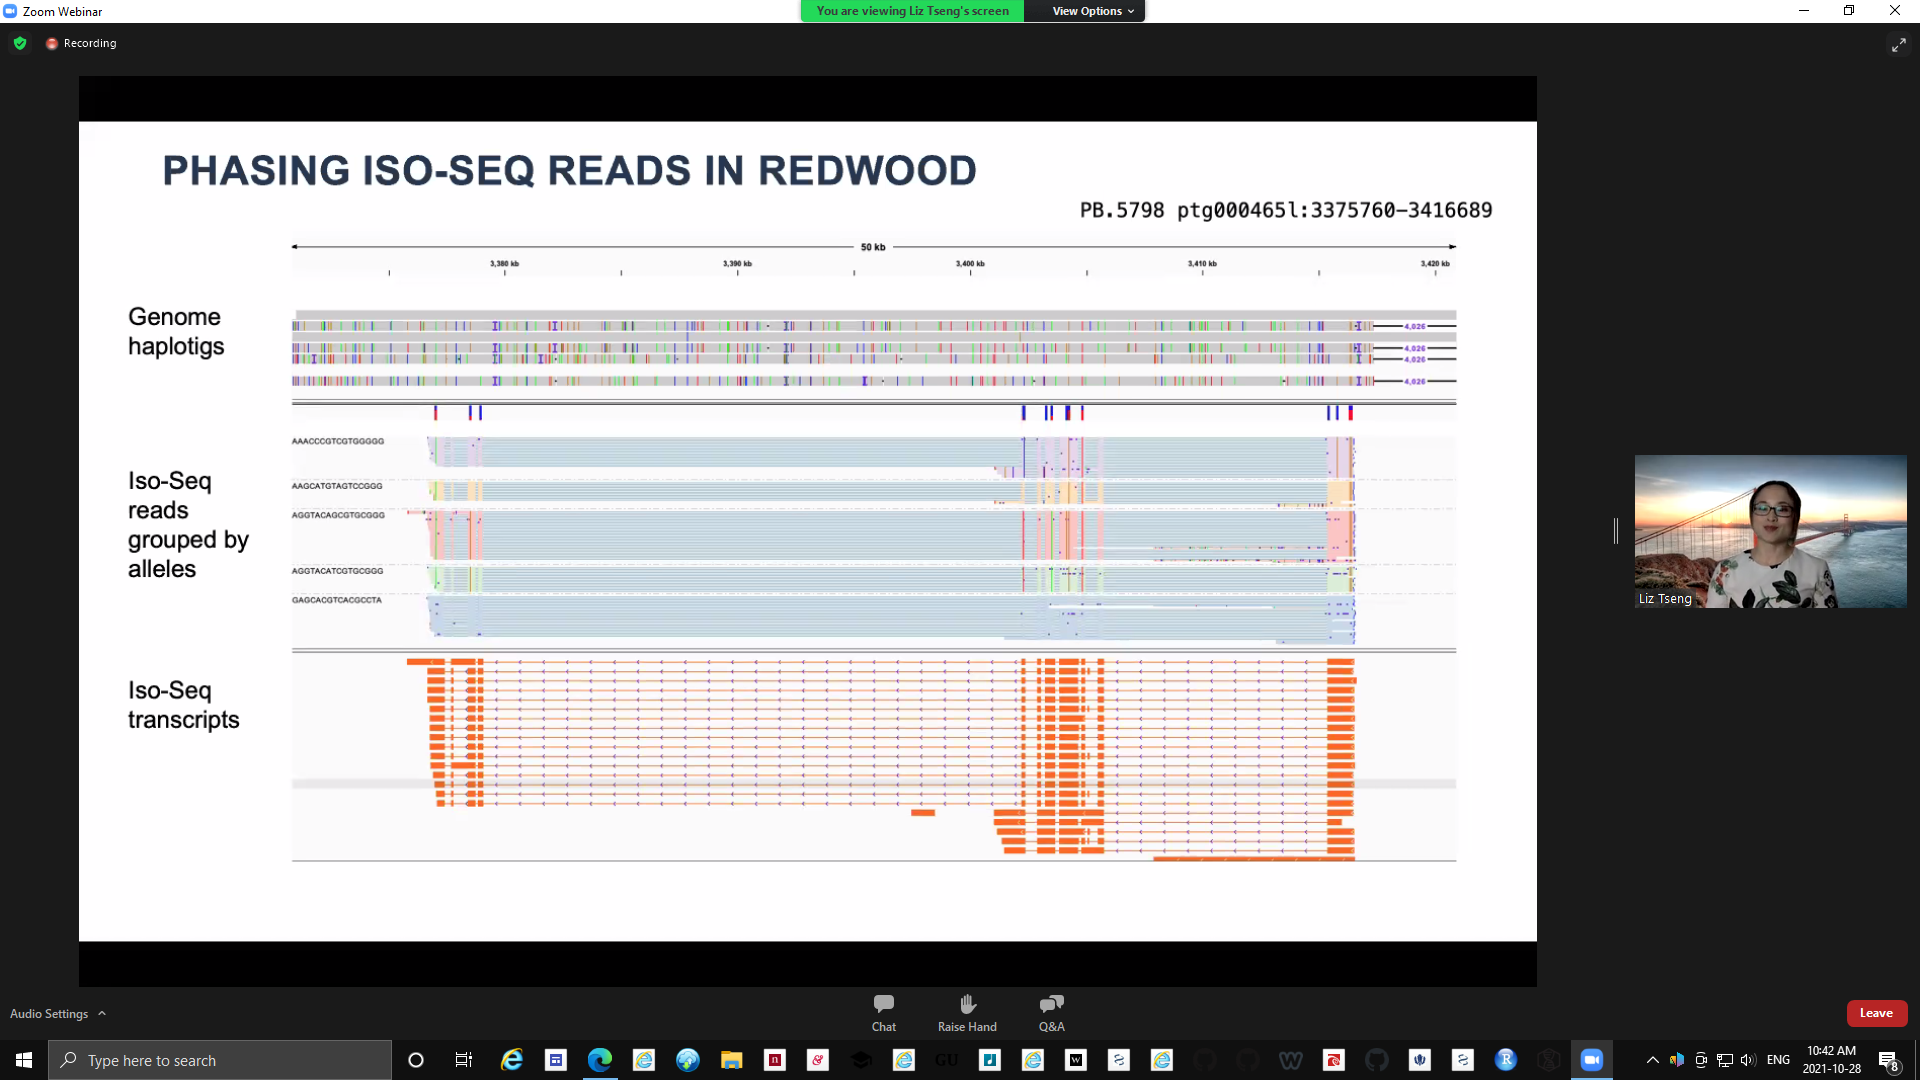 Zoom Webinar
You are viewing Liz Tseng's screen
View Options
Recording
PHASING ISO-SEQ READS IN REDWOOD
PB.5798 ptg000465l:3375760-3416689
50 kb
3,380 kb
3,390 kb
3,400 kb
3,410 kb
3,420 kb
Genome
haplotigs
4,026
4,026
4,026
4,026
Iso-Seq
reads
grouped by
alleles
AAACCCGTCGTGGGGG
AAGCATGTAGTCCGGG
AGGTACAGCGTGCGGG
AGGTACATCGTGCGGG
GAGCACGTCACGCCTA
Iso-Seq
transcripts
Liz Tseng
Audio Settings
Chat
Raise Hand
Q&A
Leave
Type here to search
GU
ENG
10:42 AM
2021-10-28
8